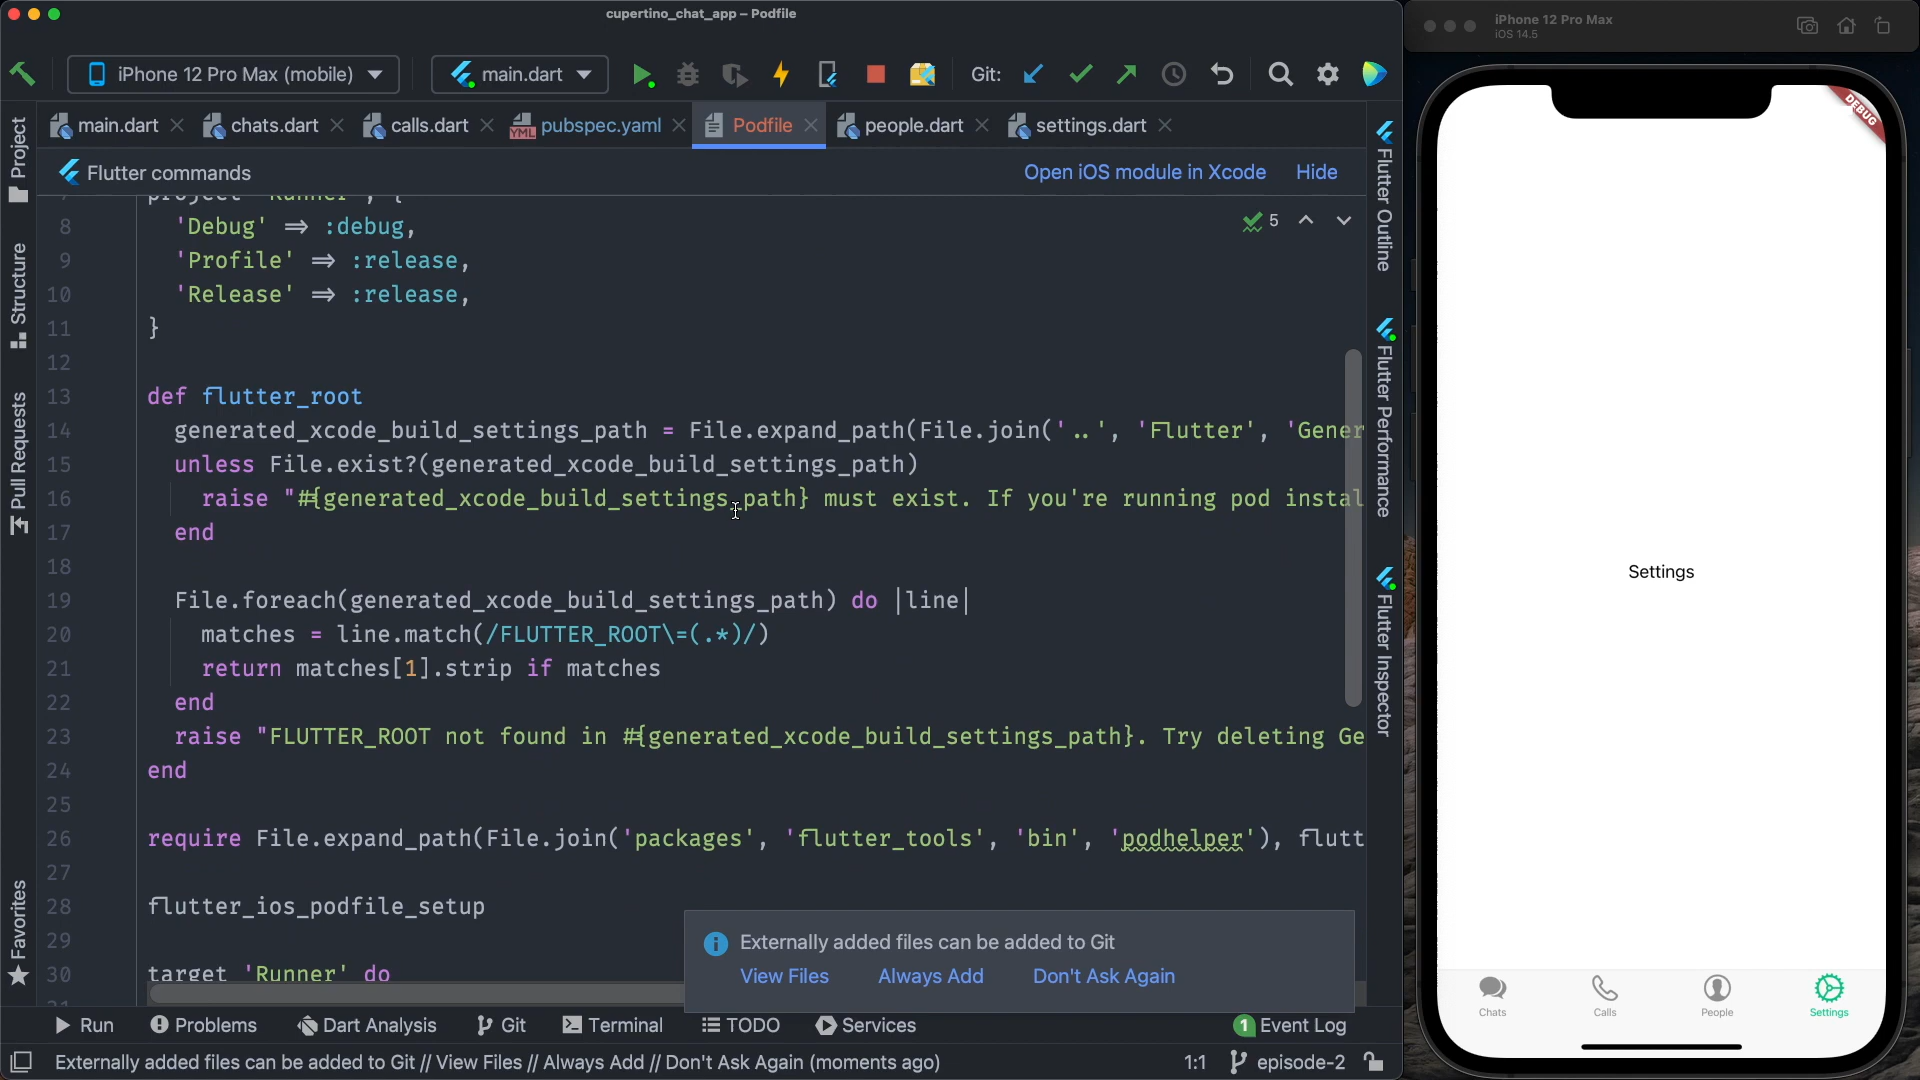 cupertino_chat_app – Podfile
iPhone 12 Pro Max (mobile)
main.dart
Git:
main.dart
chats.dart
calls.dart
YML
pubspec.yaml
Podfile
people.dart
settings.dart
Flutter commands
Open iOS module in Xcode
Hide
5
8 'Debug' => :debug,
9 'Profile' => :release,
10 'Release' => :release,
11 }
12
13 def flutter_root
14 generated_xcode_build_settings_path = File.expand_path(File.join('..', 'Flutter', 'Gener
15 unless File.exist?(generated_xcode_build_settings_path)
16 raise "#{generated_xcode_build_settings_path} must exist. If you're running pod instal
17 end
18
19 File.foreach(generated_xcode_build_settings_path) do |line|
20 matches = line.match(/FLUTTER_ROOT\=(.*)/)
21 return matches[1].strip if matches
22 end
23 raise "FLUTTER_ROOT not found in #{generated_xcode_build_settings_path}. Try deleting Ge
24 end
25
26 require File.expand_path(File.join('packages', 'flutter_tools', 'bin', 'podhelper'), flutt
27
28 flutter_ios_podfile_setup
29
30 target 'Runner' do
Externally added files can be added to Git
View Files
Always Add
Don't Ask Again
Project
Structure
Pull Requests
Favorites
Flutter Outline
Flutter Performance
Flutter Inspector
Run
Problems
Dart Analysis
Git
Terminal
TODO
Services
1 Event Log
Externally added files can be added to Git // View Files // Always Add // Don't Ask Again (moments ago)
1:1
episode-2
iPhone 12 Pro Max
iOS 14.5
DEBUG
Settings
Chats
Calls
People
Settings